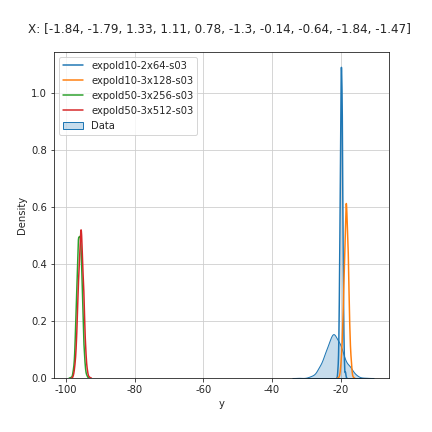 X: [-1.84, -1.79, 1.33, 1.11, 0.78, -1.3, -0.14, -0.64, -1.84, -1.47]
expold10-2x64-s03
expold10-3x128-s03
expold50-3x256-s03
expold50-3x512-s03
Data
1.0
0.8
0.6
0.4
0.2
0.0
Density
-100
-80
-60
-40
-20
y